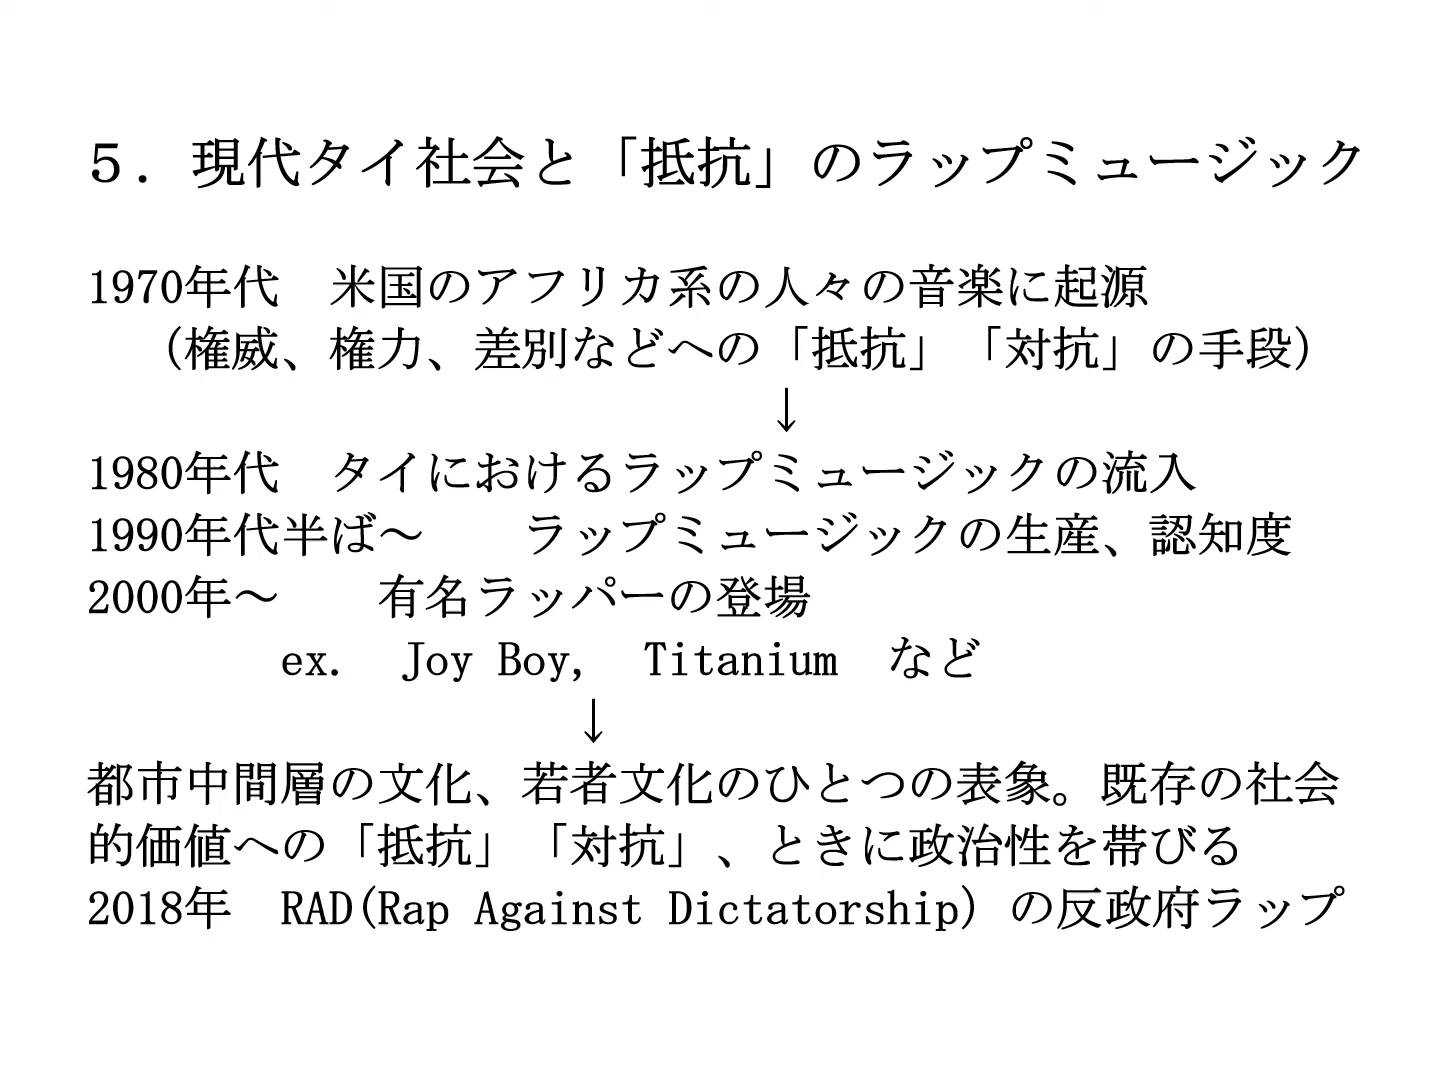 ５．現代タイ社会と「抵抗」のラップミュージック
1970年代　米国のアフリカ系の人々の音楽に起源
(権威、権力、差別などへの「抵抗」「対抗」の手段)
↓
1980年代　タイにおけるラップミュージックの流入
1990年代半ば～　　ラップミュージックの生産、認知度
2000年～　　有名ラッパーの登場
ex.　Joy Boy,　Titanium　など
↓
都市中間層の文化、若者文化のひとつの表象。既存の社会
的価値への「抵抗」「対抗」、ときに政治性を帯びる
2018年　RAD(Rap Against Dictatorship) の反政府ラップ